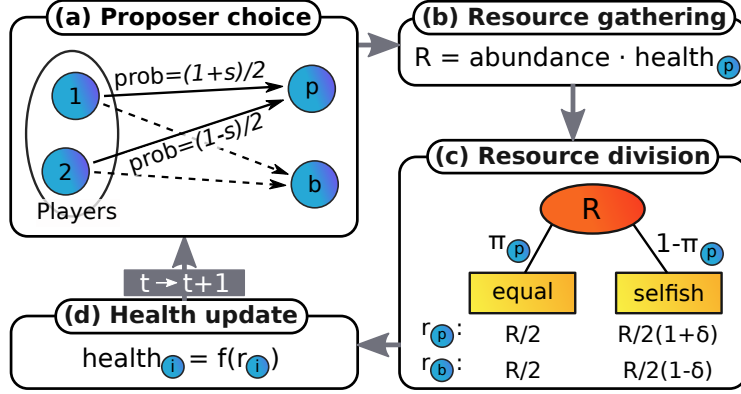 (a) Proposer choice
1
prob=(1+s)/2
p
2
prob=(1-s)/2
b
Players
(b) Resource gathering
R = abundance · health p
(c) Resource division
R
π p
1-π p
equal
selfish
r p : R/2 R/2(1+δ)
r b : R/2 R/2(1-δ)
t → t+1
(d) Health update
health i = f(r i )